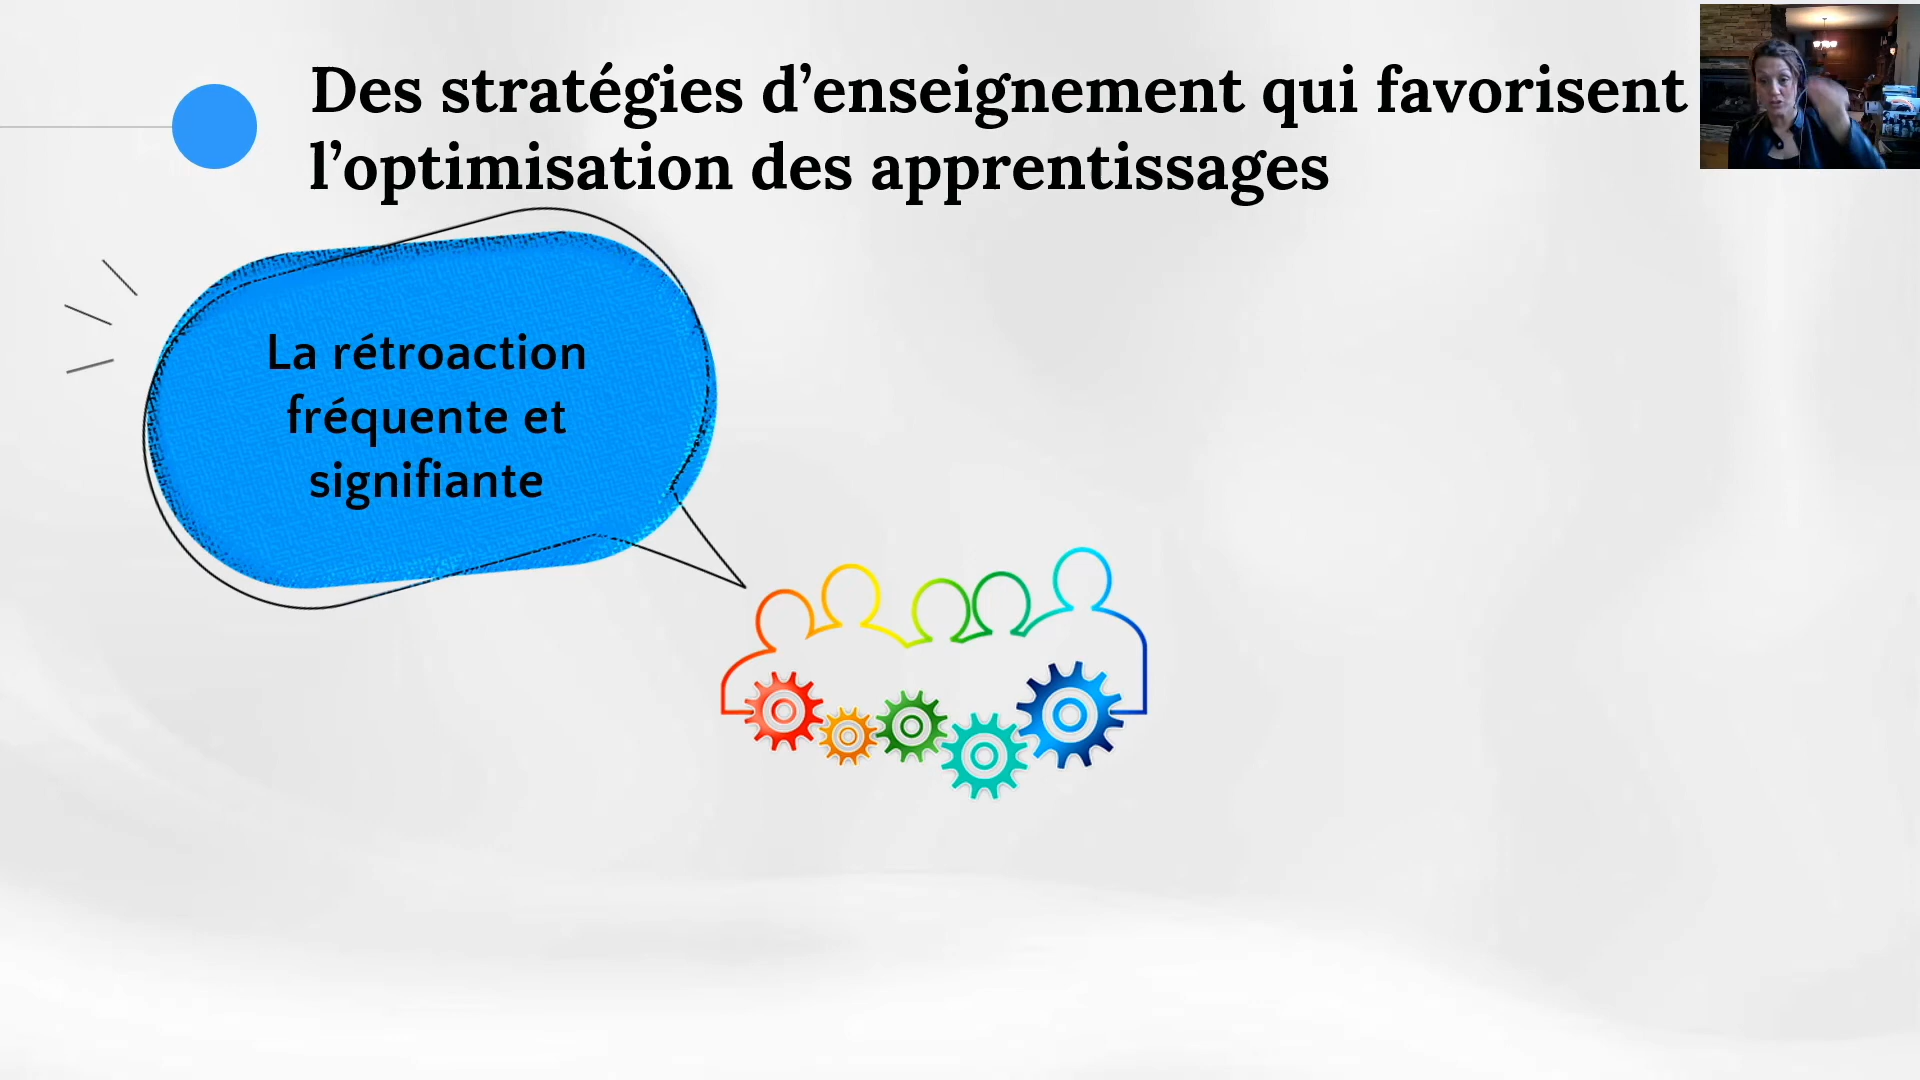 Des stratégies d’enseignement qui favorisent
l’optimisation des apprentissages
La rétroaction
fréquente et
signifiante